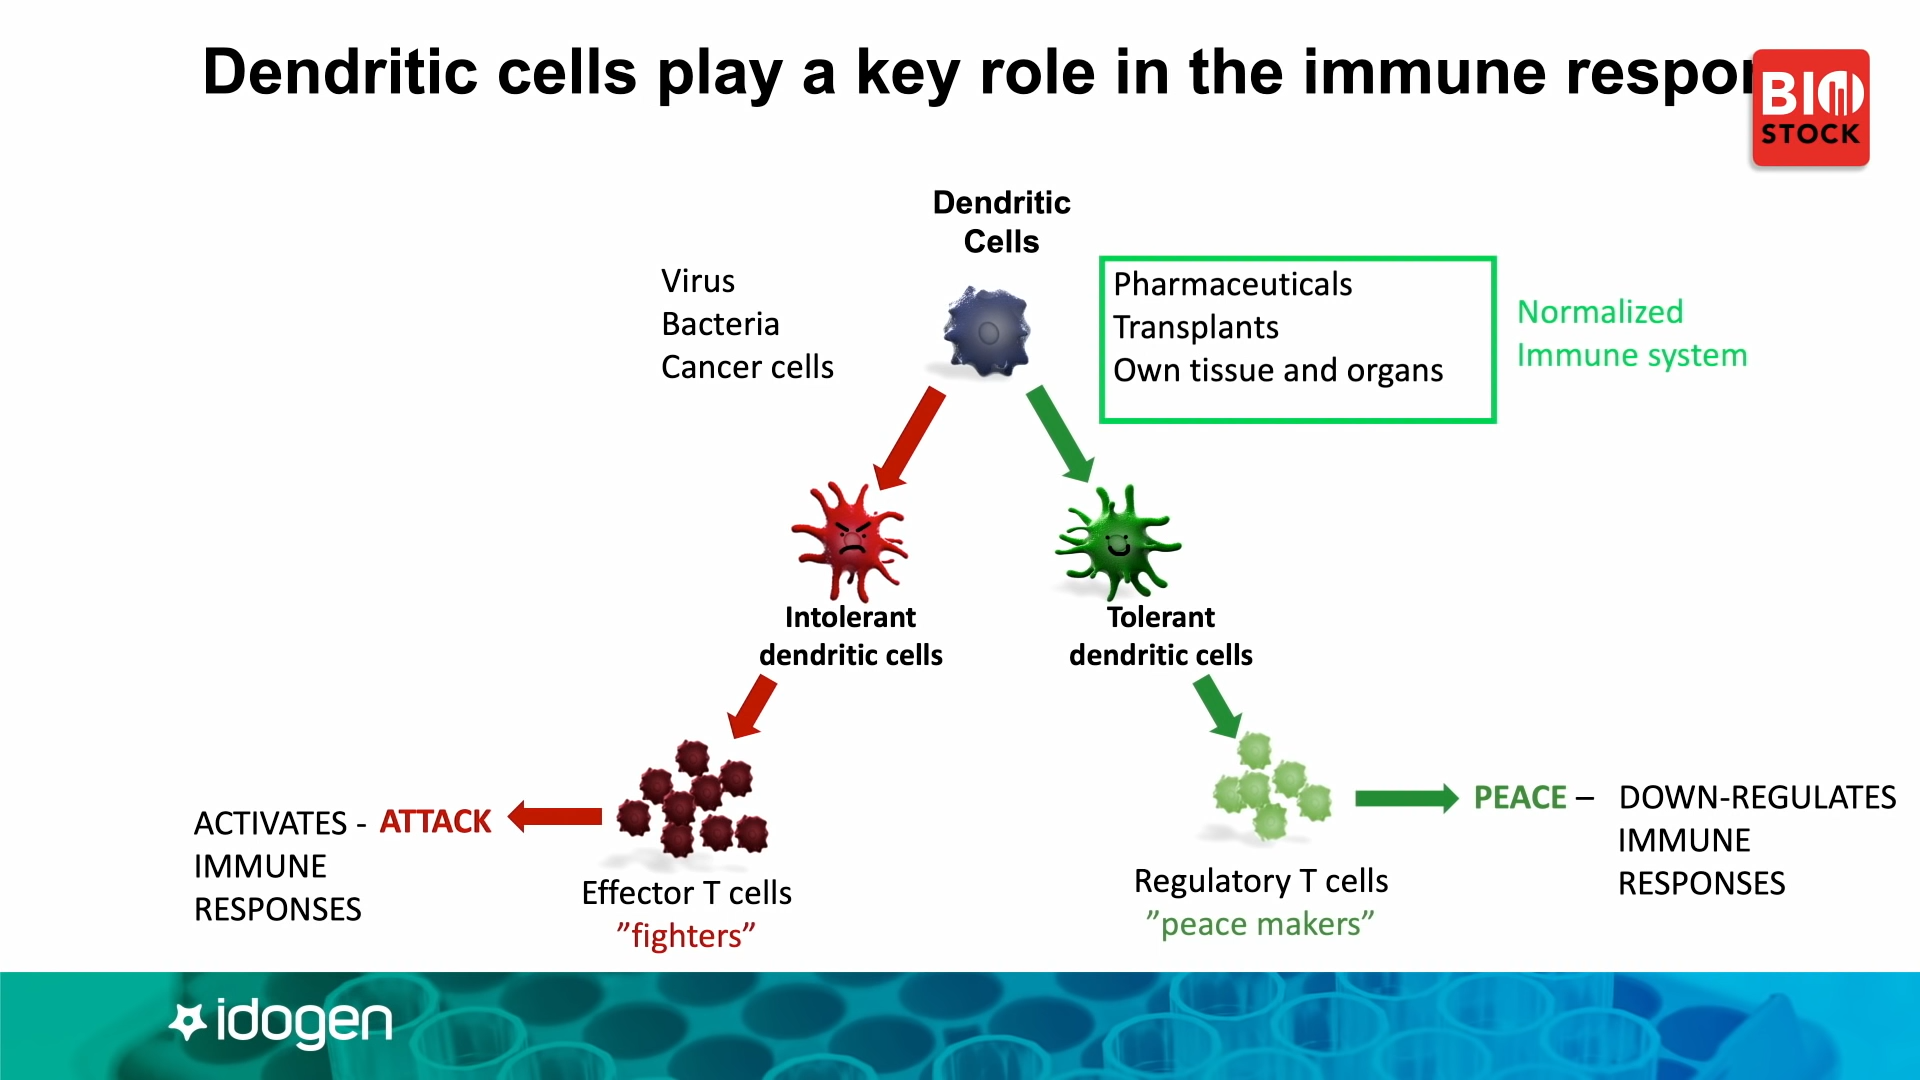 Dendritic cells play a key role in the immune respon
BIO
STOCK
Dendritic
Cells
Virus
Bacteria
Cancer cells
Pharmaceuticals
Transplants
Own tissue and organs
Normalized
Immune system
Intolerant
dendritic cells
Tolerant
dendritic cells
ACTIVATES - ATTACK
IMMUNE
RESPONSES
Effector T cells
”fighters”
Regulatory T cells
”peace makers”
PEACE – DOWN-REGULATES
IMMUNE
RESPONSES
idogen